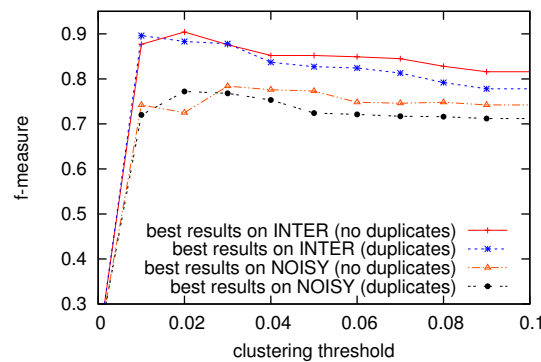 0.9
0.8
0.7
0.6
0.5
0.4
0.3
f-measure
best results on INTER (no duplicates)
best results on INTER (duplicates)
best results on NOISY (no duplicates)
best results on NOISY (duplicates)
0 0.02 0.04 0.06 0.08 0.1
clustering threshold